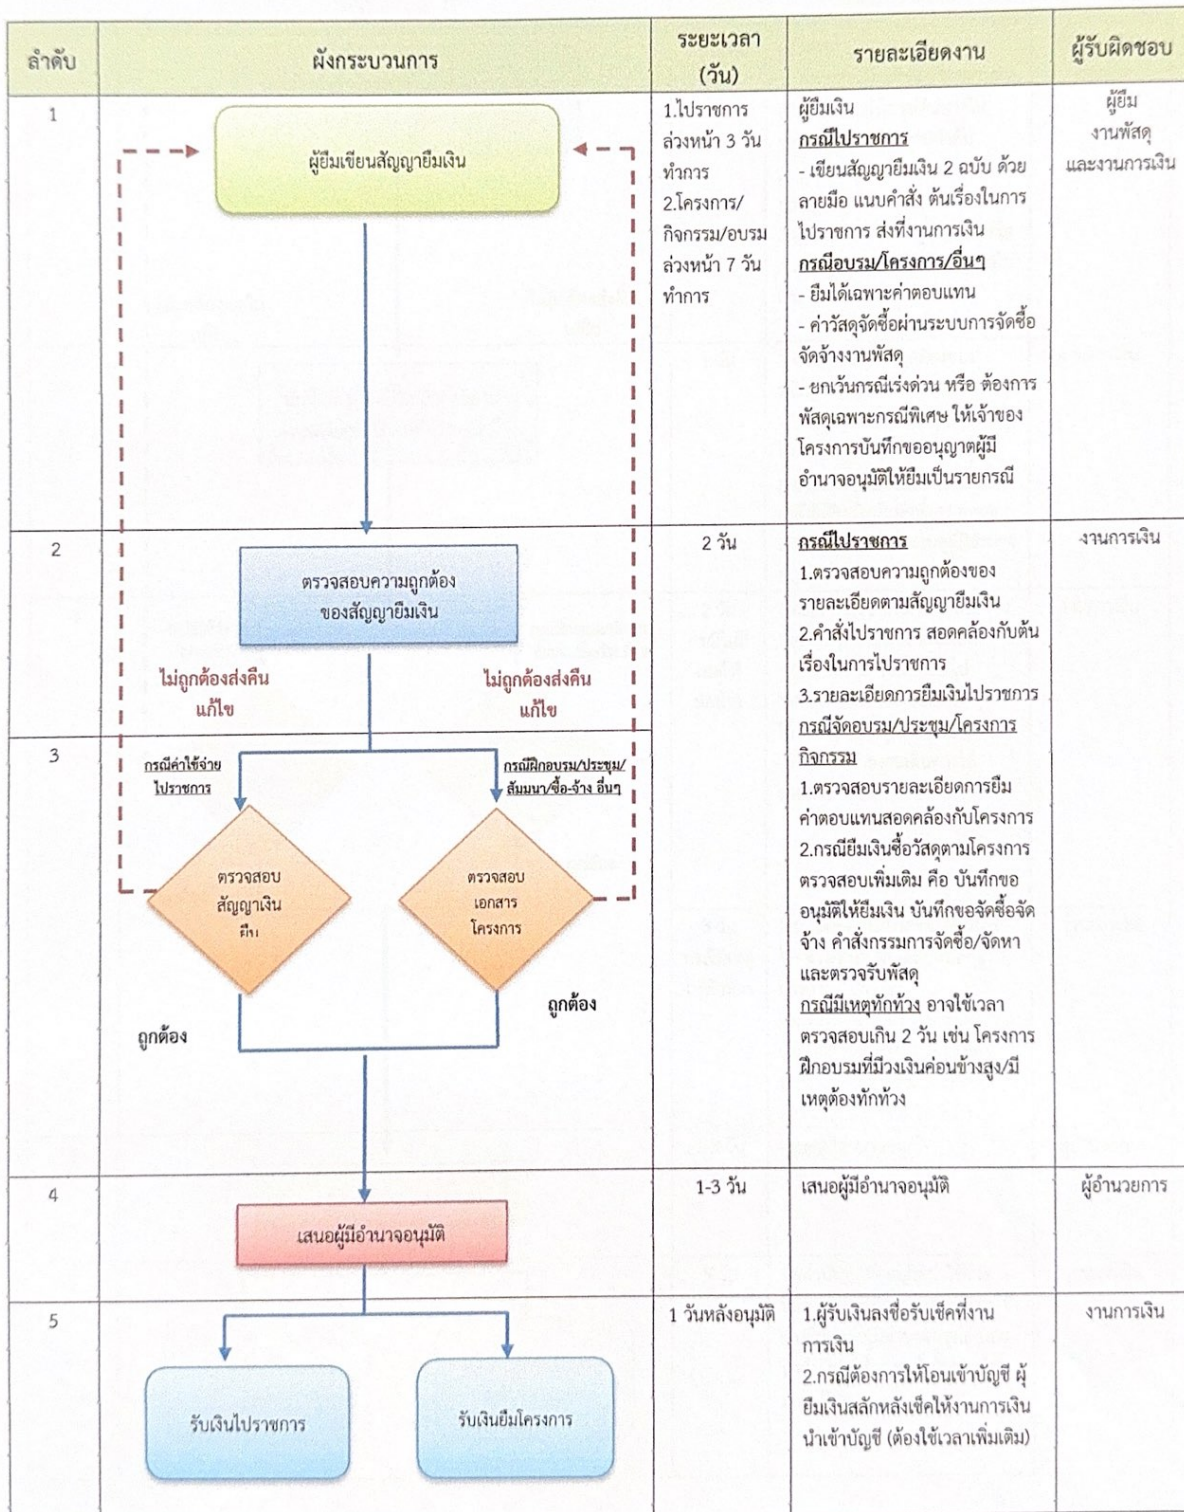 ลำดับ
ผังกระบวนการ
ระยะเวลา
(วัน)
รายละเอียดงาน
ผู้รับผิดชอบ
1
ผู้ยืมเขียนสัญญายืมเงิน
1.ไปราชการ
ล่วงหน้า 3 วัน
ทำการ
2.โครงการ/
กิจกรรม/อบรม
ล่วงหน้า 7 วัน
ทำการ
ผู้ยืมเงิน
กรณีไปราชการ
- เขียนสัญญายืมเงิน 2 ฉบับ ด้วย
ลายมือ แนบคำสั่ง ต้นเรื่องในการ
ไปราชการ ส่งที่งานการเงิน
กรณีอบรม/โครงการ/อื่นๆ
- ยืมได้เฉพาะค่าตอบแทน
- ค่าวัสดุจัดซื้อผ่านระบบการจัดซื้อ
จัดจ้างงานพัสดุ
- ยกเว้นกรณีเร่งด่วน หรือ ต้องการ
พัสดุเฉพาะกรณีพิเศษ ให้เจ้าของ
โครงการบันทึกขออนุญาตผู้มี
อำนาจอนุมัติให้ยืมเป็นรายกรณี
ผู้ยืม
งานพัสดุ
และงานการเงิน
2
ตรวจสอบความถูกต้อง
ของสัญญายืมเงิน
ไม่ถูกต้องส่งคืน
แก้ไข
ไม่ถูกต้องส่งคืน
แก้ไข
2 วัน
กรณีไปราชการ
1.ตรวจสอบความถูกต้องของ
รายละเอียดตามสัญญายืมเงิน
2.คำสั่งไปราชการ สอดคล้องกับต้น
เรื่องในการไปราชการ
3.รายละเอียดการยืมเงินไปราชการ
กรณีจัดอบรม/ประชุม/โครงการ
กิจกรรม
1.ตรวจสอบรายละเอียดการยืม
ค่าตอบแทนสอดคล้องกับโครงการ
2.กรณียืมเงินซื้อวัสดุตามโครงการ
ตรวจสอบเพิ่มเติม คือ บันทึกขอ
อนุมัติให้ยืมเงิน บันทึกขอจัดซื้อจัด
จ้าง คำสั่งกรรมการจัดซื้อ/จัดหา
และตรวจรับพัสดุ
กรณีมีเหตุทักท้วง อาจใช้เวลา
ตรวจสอบเกิน 2 วัน เช่น โครงการ
ฝึกอบรมที่มีวงเงินค่อนข้างสูง/มี
เหตุต้องทักท้วง
งานการเงิน
3
กรณีค่าใช้จ่าย
ไปราชการ
กรณีฝึกอบรม/ประชุม/
สัมมนา/ซื้อ-จ้าง อื่นๆ
ตรวจสอบ
สัญญาเงิน
ยืม
ตรวจสอบ
เอกสาร
โครงการ
ถูกต้อง
ถูกต้อง
4
เสนอผู้มีอำนาจอนุมัติ
1-3 วัน
เสนอผู้มีอำนาจอนุมัติ
ผู้อำนวยการ
5
รับเงินไปราชการ
รับเงินยืมโครงการ
1 วันหลังอนุมัติ
1.ผู้รับเงินลงชื่อรับเช็คที่งาน
การเงิน
2.กรณีต้องการให้โอนเข้าบัญชี ผู้
ยืมเงินสลักหลังเช็คให้งานการเงิน
นำเข้าบัญชี (ต้องใช้เวลาเพิ่มเติม)
งานการเงิน